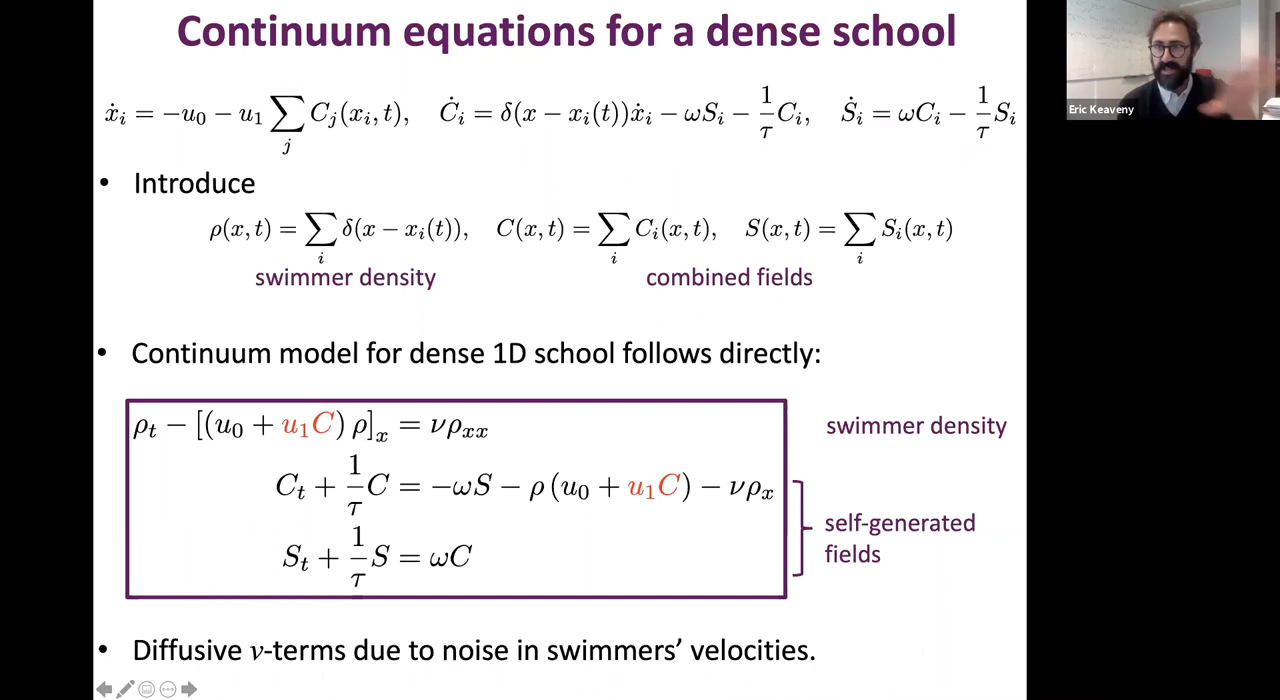 Continuum equations for a dense school
Eric Keaveny
ẋᵢ = −u₀ − u₁ ∑ⱼ Cⱼ(xᵢ, t), Ċᵢ = δ(x − xᵢ(t))ẋᵢ − ωSᵢ − 1/τ Cᵢ, Ṡᵢ = ωCᵢ − 1/τ Sᵢ
• Introduce
ρ(x, t) = ∑ᵢ δ(x − xᵢ(t)), C(x, t) = ∑ᵢ Cᵢ(x, t), S(x, t) = ∑ᵢ Sᵢ(x, t)
swimmer density combined fields
• Continuum model for dense 1D school follows directly:
ρₜ − [(u₀ + u₁C) ρ]ₓ = νρₓₓ swimmer density
Cₜ + 1/τ C = −ωS − ρ (u₀ + u₁C) − νρₓ
self-generated
fields
Sₜ + 1/τ S = ωC
• Diffusive ν-terms due to noise in swimmers’ velocities.